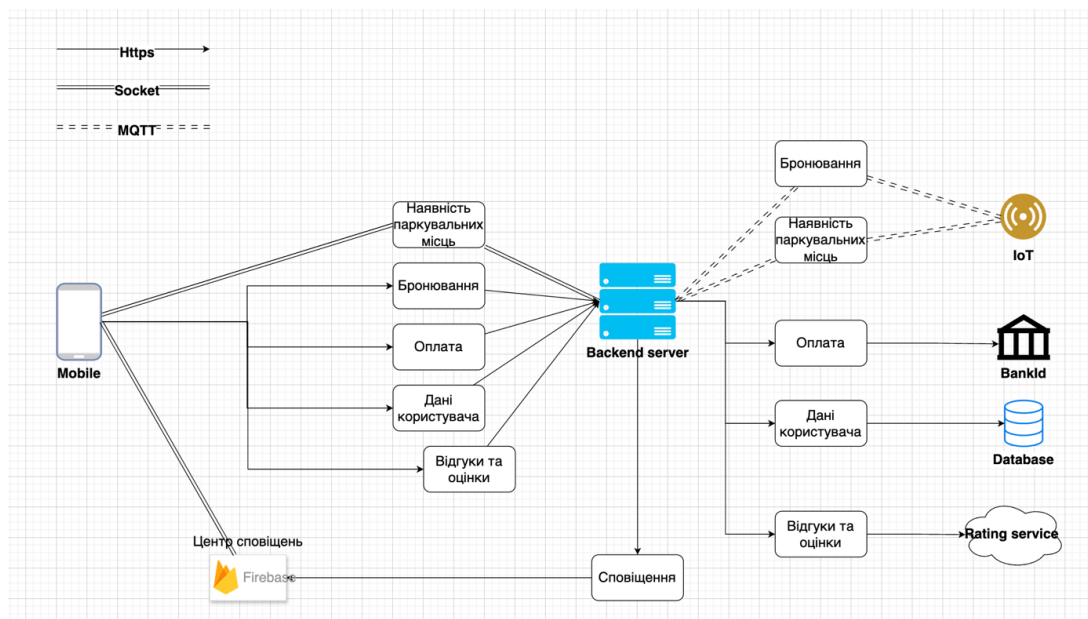 Https
Socket
MQTT
Наявність
паркувальних
місць
Бронювання
Оплата
Дані
користувача
Відгуки та
оцінки
Mobile
Backend server
Бронювання
Наявність
паркувальних
місць
IoT
Оплата
BankId
Дані
користувача
Database
Відгуки та
оцінки
Rating service
Центр сповіщень
Firebase
Сповіщення